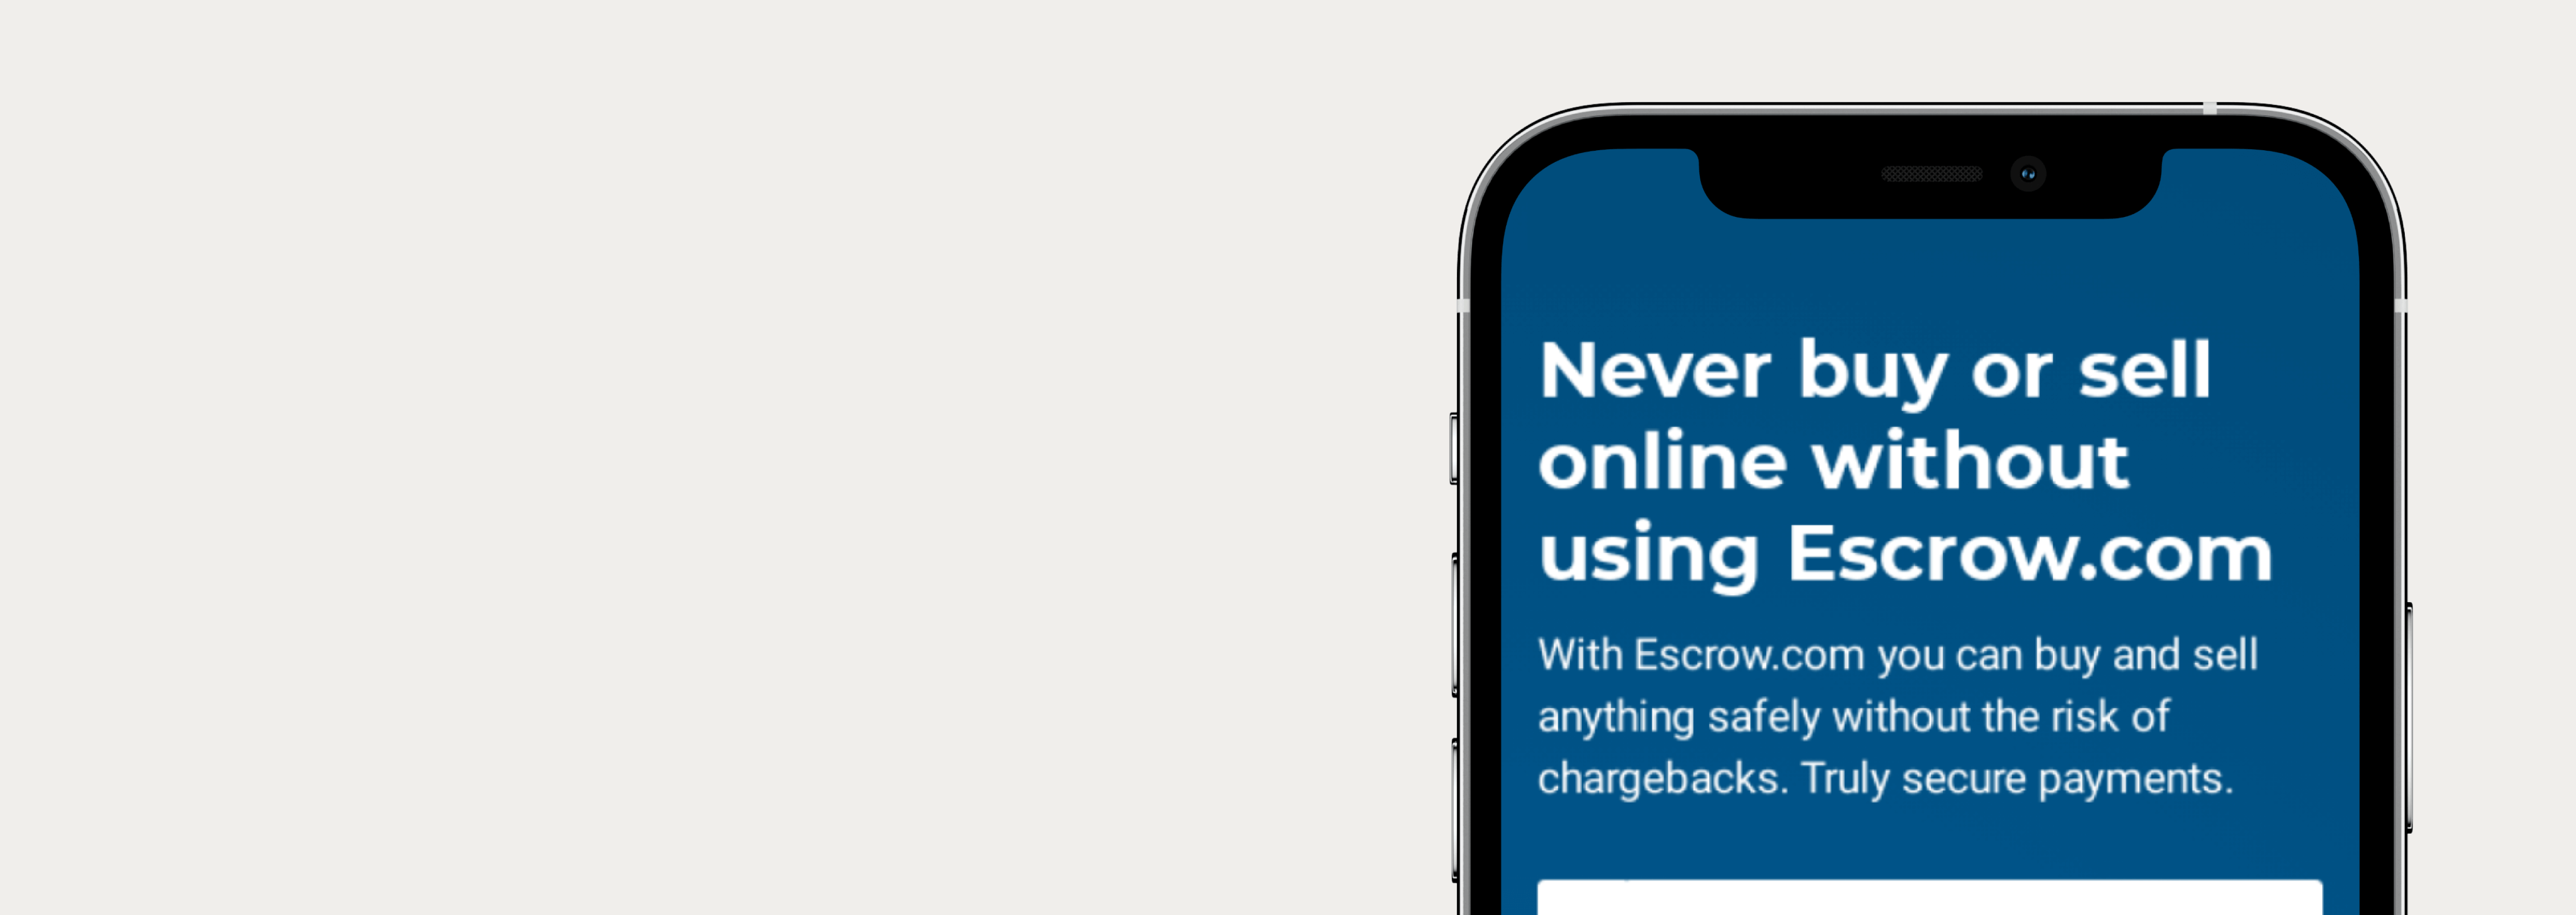 Never buy or sell
online without
using Escrow.com
With Escrow.com you can buy and sell
anything safely without the risk of
chargebacks. Truly secure payments.